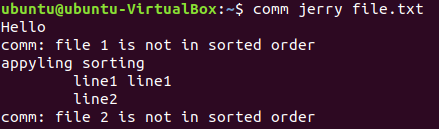 ubuntu@ubuntu-VirtualBox:~$ comm jerry file.txt
Hello
comm: file 1 is not in sorted order
appyling sorting
        line1 line1
        line2
comm: file 2 is not in sorted order